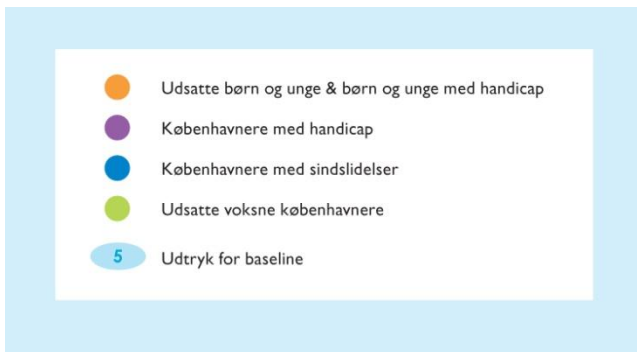 Udsatte børn og unge & børn og unge med handicap
Københavnere med handicap
Københavnere med sindslidelser
Udsatte voksne københavnere
5 Udtryk for baseline